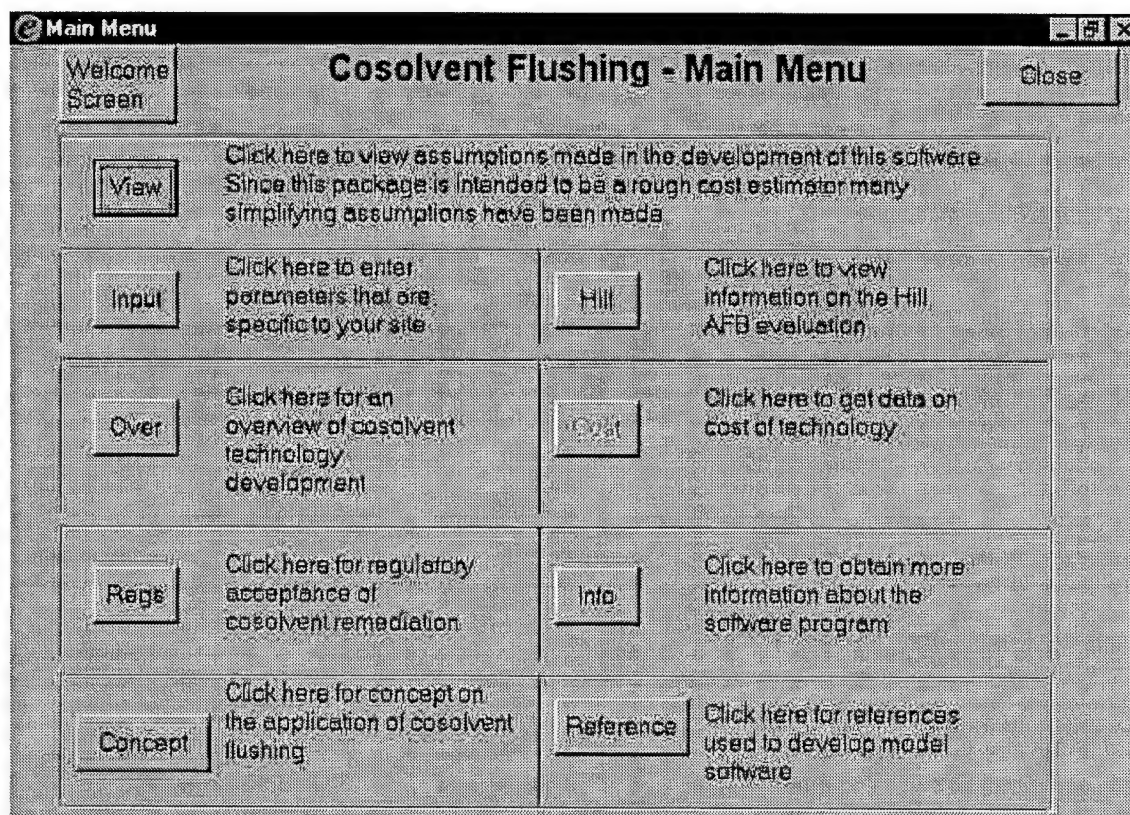 Main Menu
Welcome
Screen
Cosolvent Flushing - Main Menu
Close
View
Click here to view assumptions made in the development of this software.
Since this package is intended to be a rough cost estimator many
simplifying assumptions have been made.
Input
Click here to enter
parameters that are
specific to your site
Hill
Click here to view
information on the Hill
AFB evaluation
Over
Click here for an
overview of cosolvent
technology
development
Cost
Click here to get data on
cost of technology
Regs
Click here for regulatory
acceptance of
cosolvent remediation
Info
Click here to obtain more
information about the
software program
Concept
Click here for concept on
the application of cosolvent
flushing
Reference
Click here for references
used to develop model
software